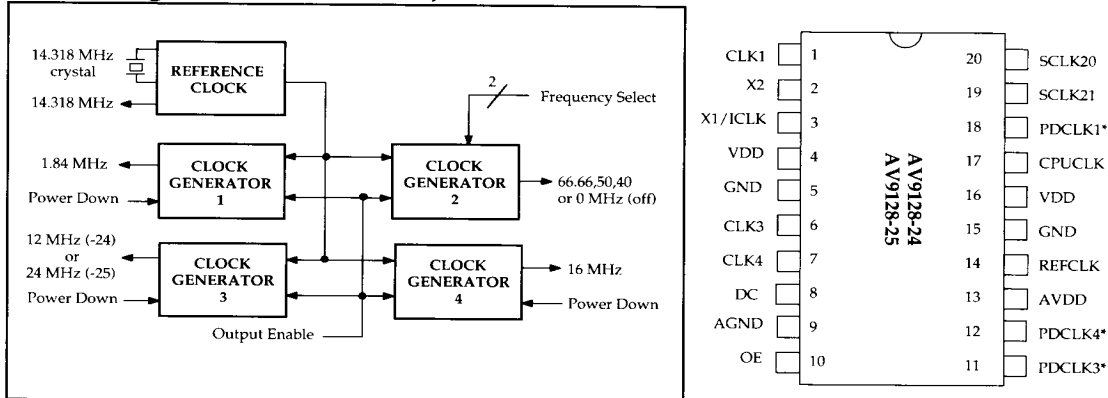 14.318 MHz
crystal
REFERENCE
CLOCK
14.318 MHz
2
Frequency Select
1.84 MHz
CLOCK
GENERATOR
1
Power Down
CLOCK
GENERATOR
2
66.66,50,40
or 0 MHz (off)
12 MHz (-24)
or
24 MHz (-25)
CLOCK
GENERATOR
3
Power Down
CLOCK
GENERATOR
4
16 MHz
Power Down
Output Enable
CLK1 1
X2 2
X1/ICLK 3
VDD 4
GND 5
CLK3 6
CLK4 7
DC 8
AGND 9
OE 10
AV9128-24
AV9128-25
20 SCLK20
19 SCLK21
18 PDCLK1*
17 CPUCLK
16 VDD
15 GND
14 REFCLK
13 AVDD
12 PDCLK4*
11 PDCLK3*